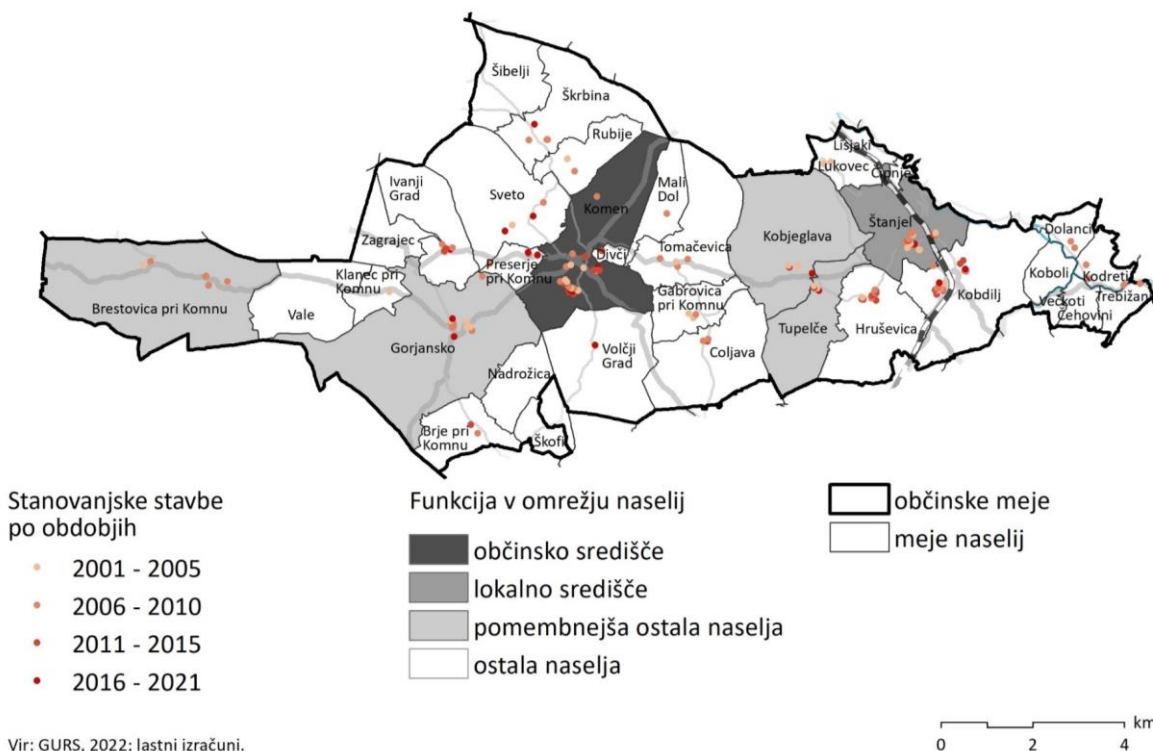 Šibelji
Škrbina
Rubije
Lisjaki
Lukovec
Čipnje
Ivanji
Grad
Sveto
Komen
Mali
Dol
Kobjeglava
Štanjel
Dolanci
Zagrajec
Tomačevica
Divči
Preserje
pri Komnu
Klanec pri
Komnu
Koboli
Kodreti
Brestovica pri Komnu
Vale
Gabrovica
pri Komnu
Kobdilj
Večkoti
Trebižani
Čehovini
Gorjansko
Tupelče
Hruševica
Volčji
Grad
Coljava
Nadrožica
Brje pri
Komnu
Škofi
Stanovanjske stavbe
po obdobjih
2001 - 2005
2006 - 2010
2011 - 2015
2016 - 2021
Funkcija v omrežju naselij
občinsko središče
lokalno središče
pomembnejša ostala naselja
ostala naselja
občinske meje
meje naselij
km
0 2 4
Vir: GURS, 2022; lastni izračuni.